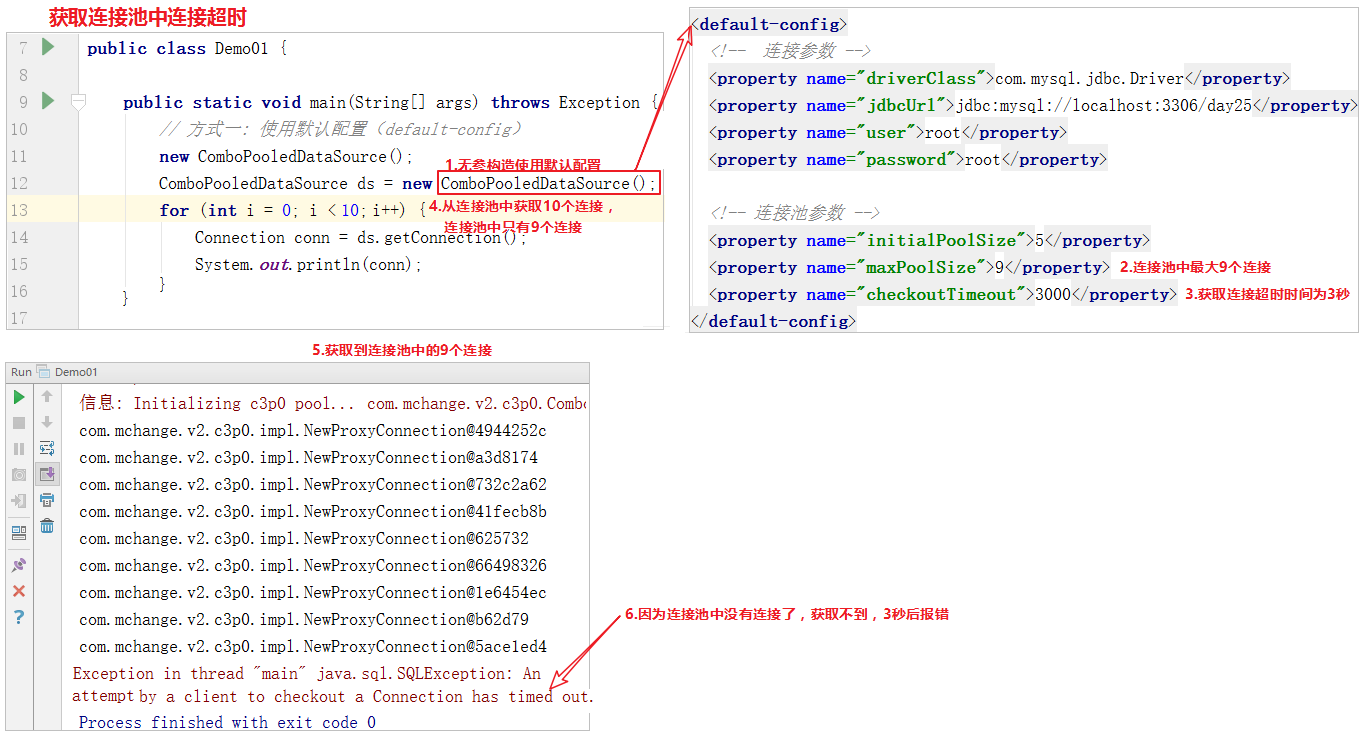 获取连接池中连接超时
7 public class Demo01 {
8
9 public static void main(String[] args) throws Exception {
10 // 方式一: 使用默认配置（default-config）
11 new ComboPooledDataSource();
1.无参构造使用默认配置
12 ComboPooledDataSource ds = new ComboPooledDataSource();
13 for (int i = 0; i < 10; i++) {
4.从连接池中获取10个连接，
连接池中只有9个连接
14 Connection conn = ds.getConnection();
15 System.out.println(conn);
16 }
}
17
<default-config>
<!-- 连接参数 -->
<property name="driverClass">com.mysql.jdbc.Driver</property>
<property name="jdbcUrl">jdbc:mysql://localhost:3306/day25</property>
<property name="user">root</property>
<property name="password">root</property>
<!-- 连接池参数 -->
<property name="initialPoolSize">5</property>
<property name="maxPoolSize">9</property> 2.连接池中最大9个连接
<property name="checkoutTimeout">3000</property> 3.获取连接超时时间为3秒
</default-config>
5.获取到连接池中的9个连接
Run Demo01
信息: Initializing c3p0 pool... com.mchange.v2.c3p0.Combo
com.mchange.v2.c3p0.impl.NewProxyConnection@4944252c
com.mchange.v2.c3p0.impl.NewProxyConnection@a3d8174
com.mchange.v2.c3p0.impl.NewProxyConnection@732c2a62
com.mchange.v2.c3p0.impl.NewProxyConnection@41fecb8b
com.mchange.v2.c3p0.impl.NewProxyConnection@625732
com.mchange.v2.c3p0.impl.NewProxyConnection@66498326
com.mchange.v2.c3p0.impl.NewProxyConnection@1e6454ec
com.mchange.v2.c3p0.impl.NewProxyConnection@b62d79
com.mchange.v2.c3p0.impl.NewProxyConnection@5ace1ed4
6.因为连接池中没有连接了，获取不到，3秒后报错
Exception in thread "main" java.sql.SQLException: An
attempt by a client to checkout a Connection has timed out.
Process finished with exit code 0